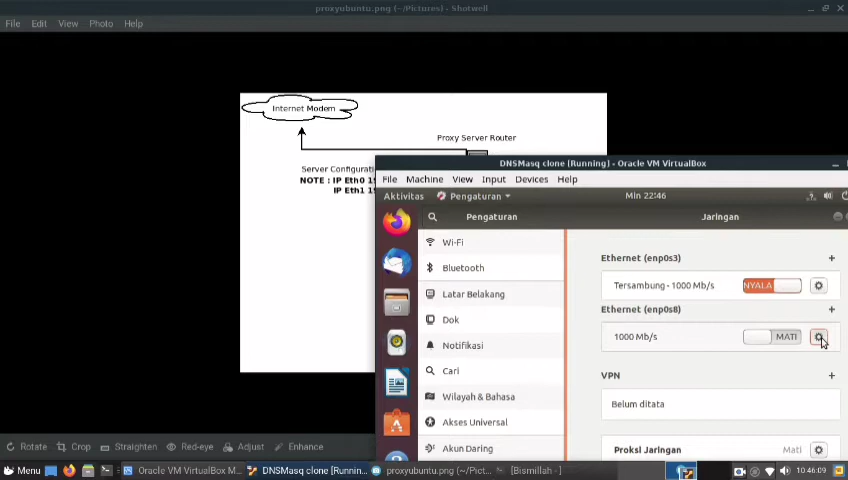 proxyubuntu.png (~/Pictures) - Shotwell
File Edit View Photo Help
Internet Modem
Proxy Server Router
Server Configurati
NOTE : IP Eth0 19
IP Eth1 19
DNSMasq clone [Running] - Oracle VM VirtualBox
File Machine View Input Devices Help
Aktivitas Pengaturan Min 22:46
Pengaturan Jaringan
Wi-Fi
Bluetooth
Latar Belakang
Dok
Notifikasi
Cari
Wilayah & Bahasa
Akses Universal
Akun Daring
Ethernet (enp0s3) +
Tersambung - 1000 Mb/s NYALA
Ethernet (enp0s8) +
1000 Mb/s MATI
VPN +
Belum ditata
Proksi Jaringan Mati
Rotate Crop Straighten Red-eye Adjust Enhance
Menu Oracle VM VirtualBox M... DNSMasq clone [Runnin... proxyubuntu.png (~/Pict... [Bismillah - ] 10:46:09